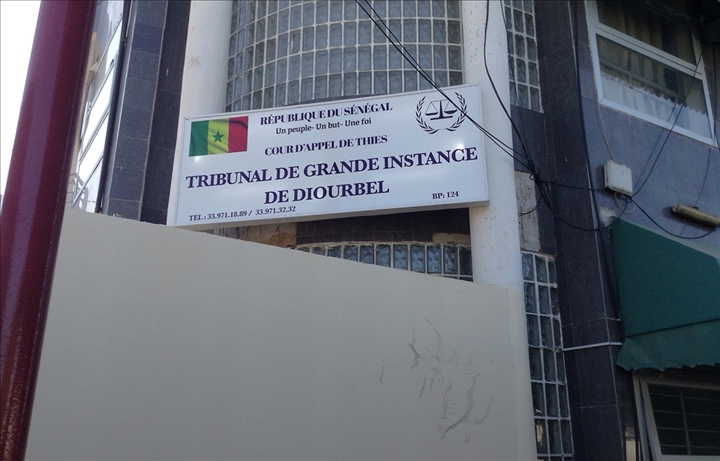 RÉPUBLIQUE DU SÉNÉGAL
Un peuple- Un but- Une foi
COUR D'APPEL DE THIES
TRIBUNAL DE GRANDE INSTANCE
DE DIOURBEL
BP: 124
TÉL : 33.971.18.89 / 33.971.32.32